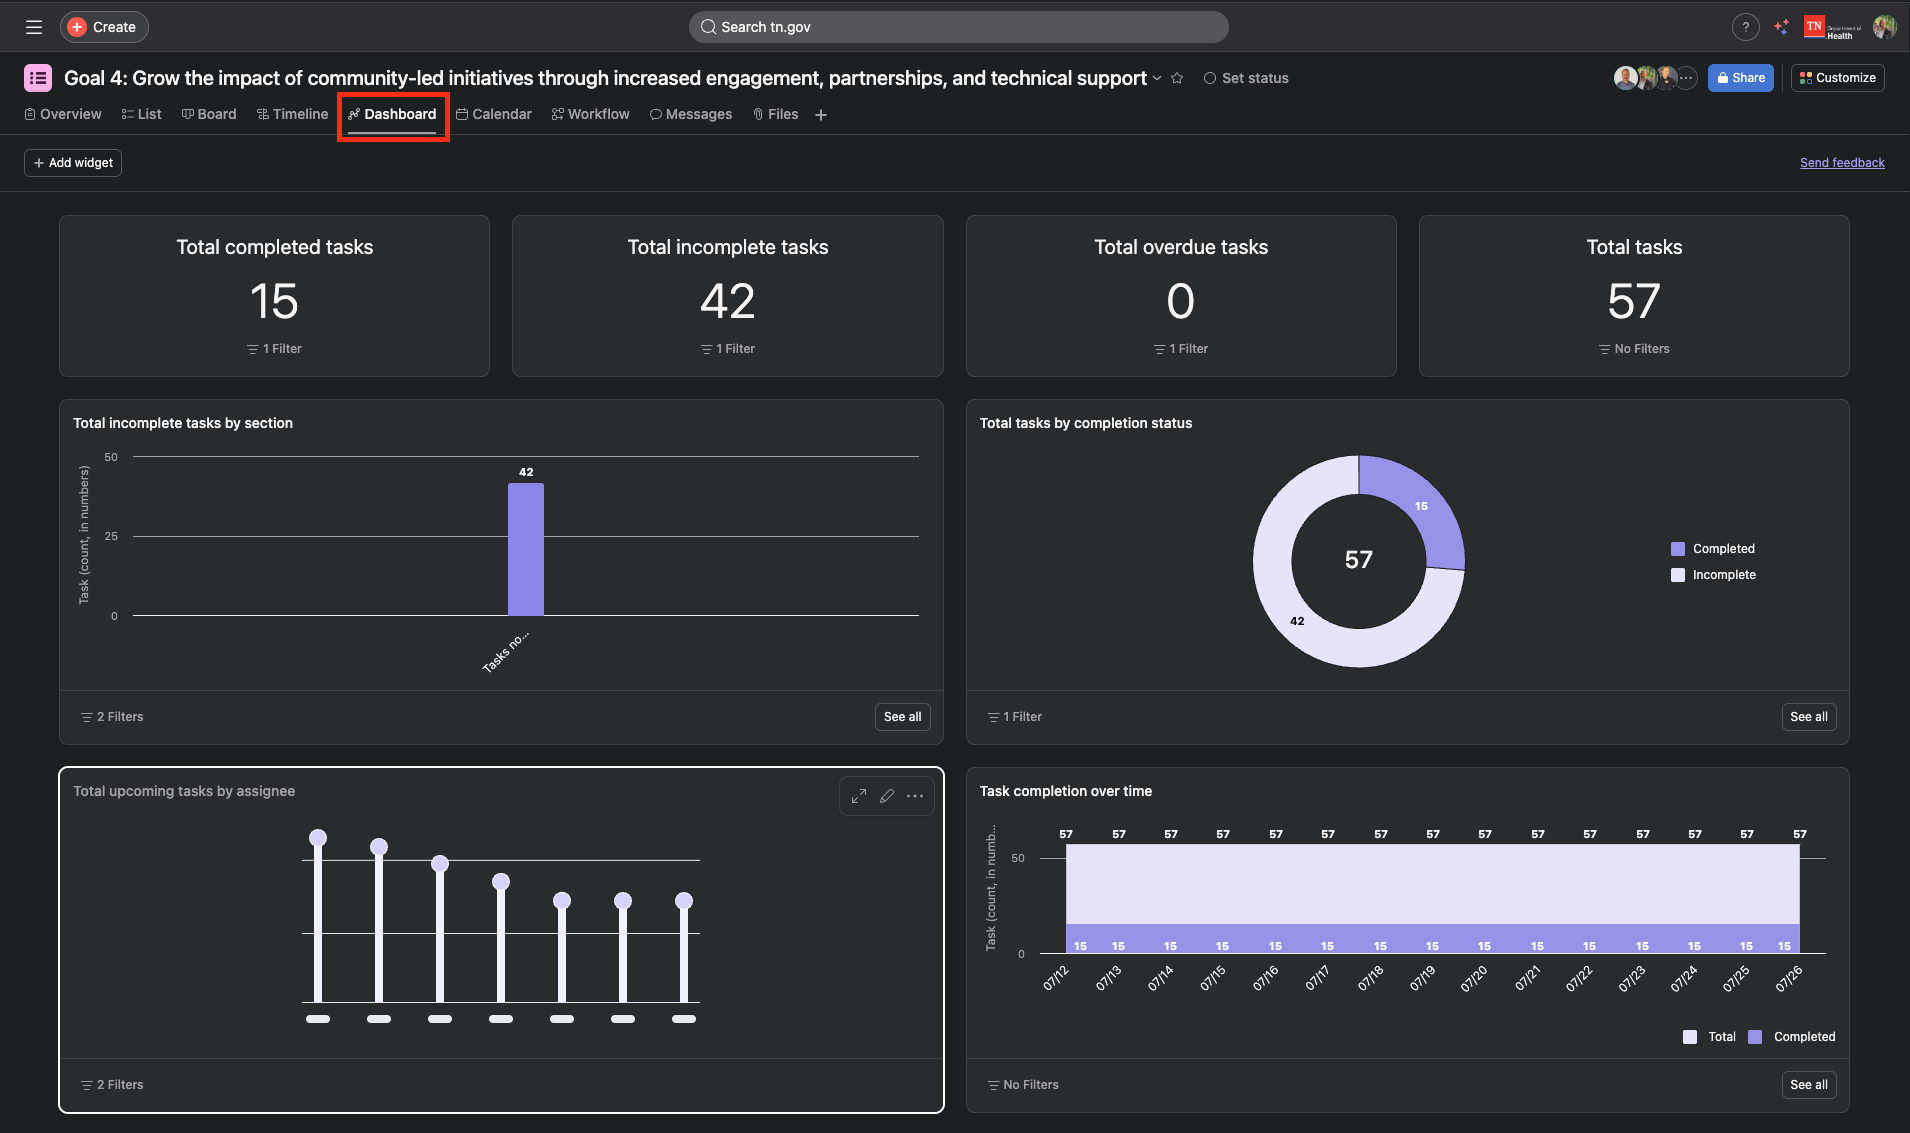 Create
Search tn.gov
?
TN Department of Health
Goal 4: Grow the impact of community-led initiatives through increased engagement, partnerships, and technical support
Set status
Share
Customize
Overview List Board Timeline Dashboard Calendar Workflow Messages Files +
+ Add widget
Send feedback
Total completed tasks
15
1 Filter
Total incomplete tasks
42
1 Filter
Total overdue tasks
0
1 Filter
Total tasks
57
No Filters
Total incomplete tasks by section
Task (count, in numbers)
50
25
0
42
Tasks no...
2 Filters
See all
Total tasks by completion status
15
57
42
Completed
Incomplete
1 Filter
See all
Total upcoming tasks by assignee
2 Filters
Task completion over time
Task (count, in numb...
57 57 57 57 57 57 57 57 57 57 57 57 57 57 57
50
15 15 15 15 15 15 15 15 15 15 15 15 15 15 15
0
07/12 07/13 07/14 07/15 07/16 07/17 07/18 07/19 07/20 07/21 07/22 07/23 07/24 07/25 07/26
Total Completed
No Filters
See all